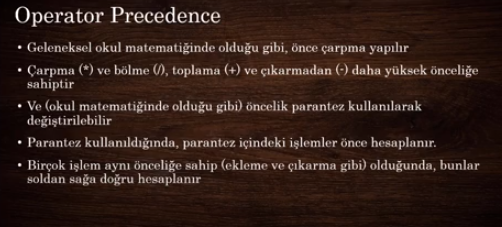 Operator Precedence
• Geleneksel okul matematiğinde olduğu gibi, önce çarpma yapılır
• Çarpma (*) ve bölme (/), toplama (+) ve çıkarmadan (-) daha yüksek önceliğe
sahiptir
• Ve (okul matematiğinde olduğu gibi) öncelik parantez kullanılarak
değiştirilebilir
• Parantez kullanıldığında, parantez içindeki işlemler önce hesaplanır.
• Birçok işlem aynı önceliğe sahip (ekleme ve çıkarma gibi) olduğunda, bunlar
soldan sağa doğru hesaplanır